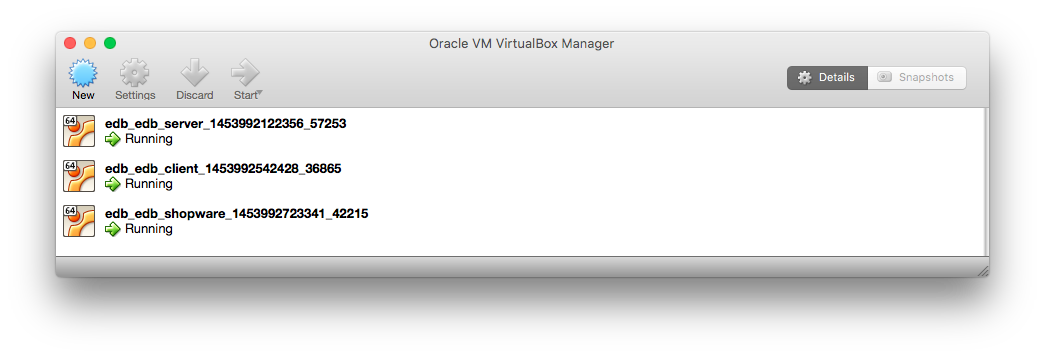 Oracle VM VirtualBox Manager
New Settings Discard Start Details Snapshots
64 edb_edb_server_1453992122356_57253
Running
64 edb_edb_client_1453992542428_36865
Running
64 edb_edb_shopware_1453992723341_42215
Running